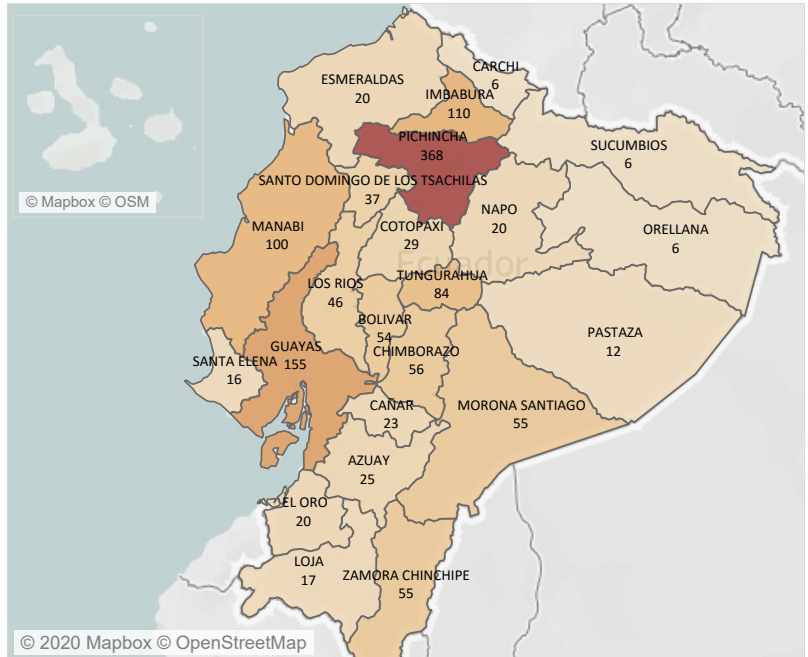 CARCHI
6
ESMERALDAS
20
IMBABURA
110
PICHINCHA
368
SUCUMBIOS
6
SANTO DOMINGO DE LOS TSACHILAS
37
© Mapbox © OSM
NAPO
20
MANABI
100
COTOPAXI
29
ORELLANA
6
Ecuador
TUNGURAHUA
84
LOS RIOS
46
BOLIVAR
54
PASTAZA
12
GUAYAS
155
CHIMBORAZO
56
SANTA ELENA
16
CAÑAR
23
MORONA SANTIAGO
55
AZUAY
25
EL ORO
20
LOJA
17
ZAMORA CHINCHIPE
55
© 2020 Mapbox © OpenStreetMap